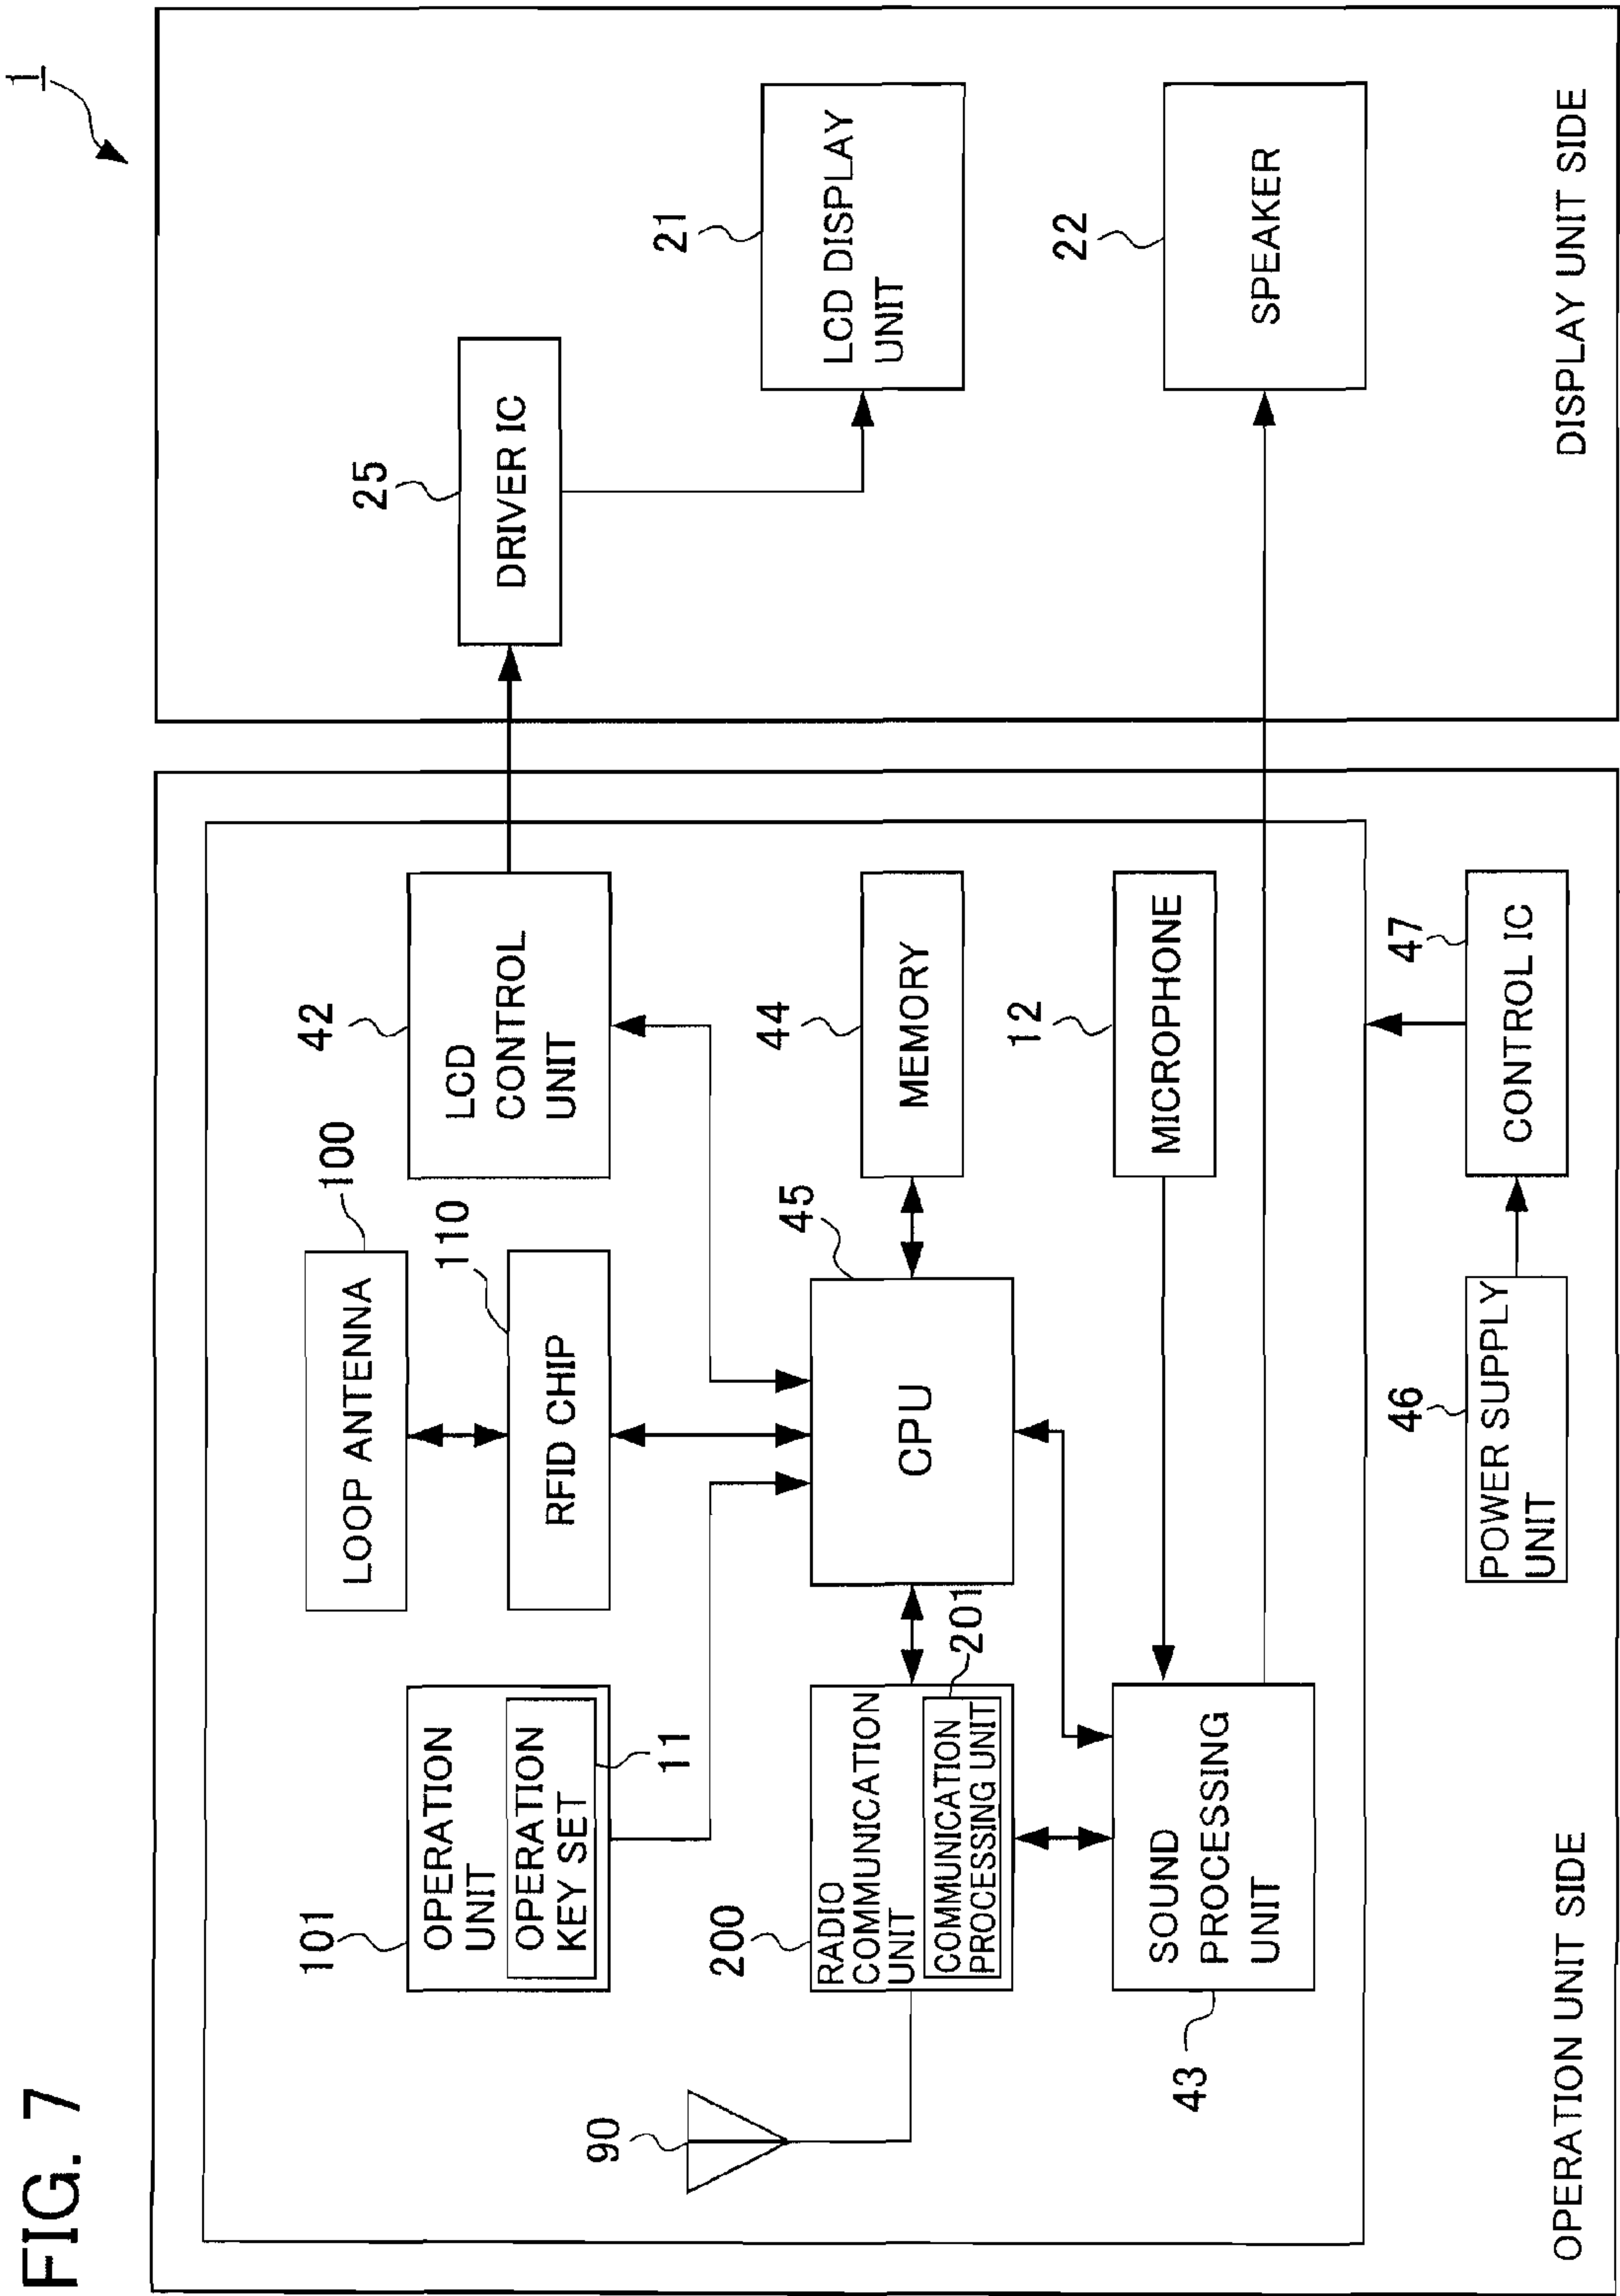 FIG. 7
1
OPERATION UNIT SIDE
101
OPERATION
UNIT
OPERATION
KEY SET
11
LOOP ANTENNA
100
RFID CHIP
110
42
LCD
CONTROL
UNIT
90
200
RADIO
COMMUNICATION
UNIT
COMMUNICATION
PROCESSING UNIT
201
CPU
45
44
MEMORY
43
SOUND
PROCESSING
UNIT
12
MICROPHONE
46
POWER SUPPLY
UNIT
47
CONTROL IC
25
DRIVER IC
21
LCD DISPLAY
UNIT
22
SPEAKER
DISPLAY UNIT SIDE